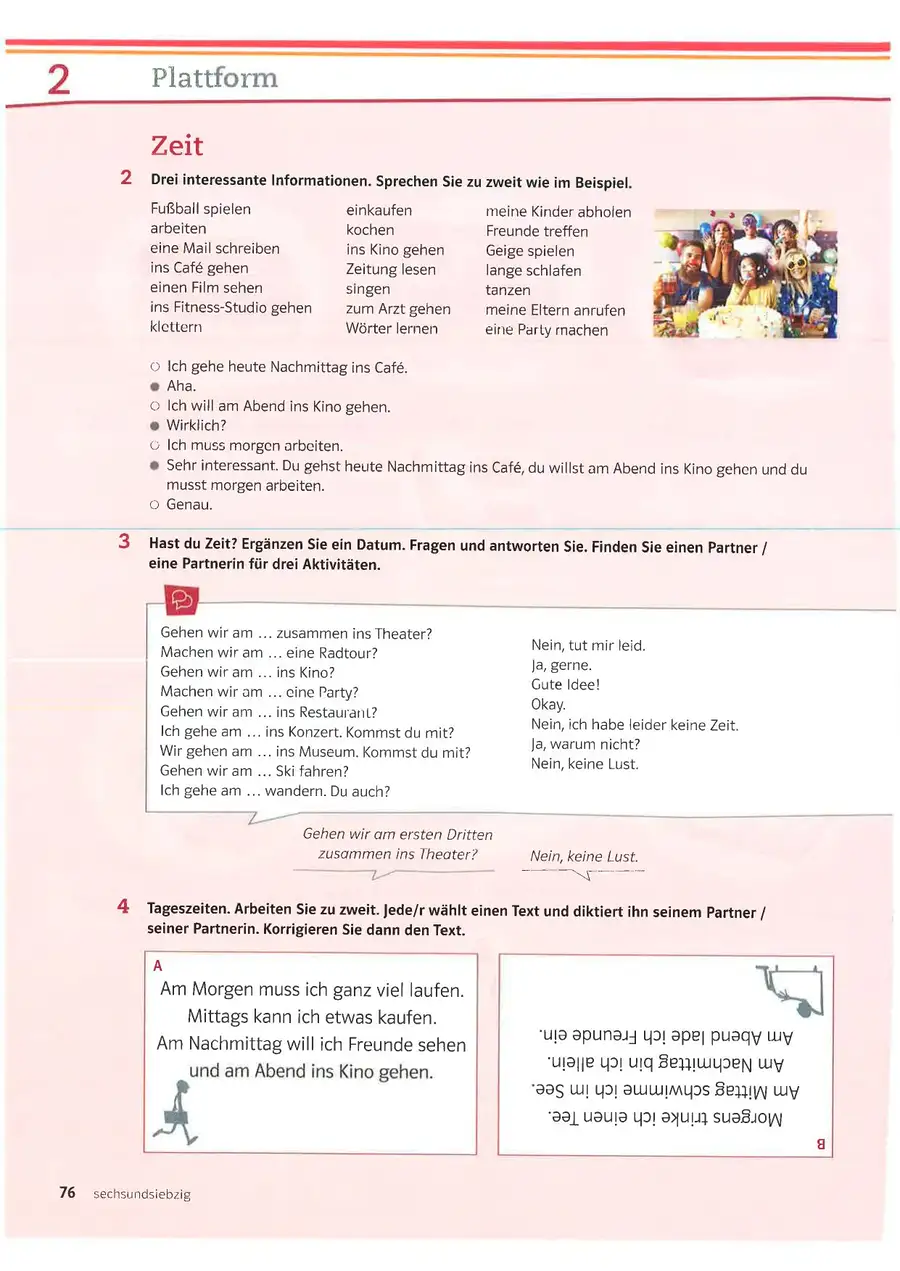 2 Plattform
Zeit
2 Drei interessante Informationen. Sprechen Sie zu zweit wie im Beispiel.
Fußball spielen
arbeiten
eine Mail schreiben
ins Café gehen
einen Film sehen
ins Fitness-Studio gehen
klettern
einkaufen
kochen
ins Kino gehen
Zeitung lesen
singen
zum Arzt gehen
Wörter lernen
meine Kinder abholen
Freunde treffen
Geige spielen
lange schlafen
tanzen
meine Eltern anrufen
eine Party machen
○ Ich gehe heute Nachmittag ins Café.
● Aha.
○ Ich will am Abend ins Kino gehen.
● Wirklich?
○ Ich muss morgen arbeiten.
● Sehr interessant. Du gehst heute Nachmittag ins Café, du willst am Abend ins Kino gehen und du
musst morgen arbeiten.
○ Genau.
3 Hast du Zeit? Ergänzen Sie ein Datum. Fragen und antworten Sie. Finden Sie einen Partner /
eine Partnerin für drei Aktivitäten.
Gehen wir am ... zusammen ins Theater?
Machen wir am ... eine Radtour?
Gehen wir am ... ins Kino?
Machen wir am ... eine Party?
Gehen wir am ... ins Restaurant?
Ich gehe am ... ins Konzert. Kommst du mit?
Wir gehen am ... ins Museum. Kommst du mit?
Gehen wir am ... Ski fahren?
Ich gehe am ... wandern. Du auch?
Nein, tut mir leid.
Ja, gerne.
Gute Idee!
Okay.
Nein, ich habe leider keine Zeit.
Ja, warum nicht?
Nein, keine Lust.
Gehen wir am ersten Dritten
zusammen ins Theater?
Nein, keine Lust.
4 Tageszeiten. Arbeiten Sie zu zweit. Jede/r wählt einen Text und diktiert ihn seinem Partner /
seiner Partnerin. Korrigieren Sie dann den Text.
A
Am Morgen muss ich ganz viel laufen.
Mittags kann ich etwas kaufen.
Am Nachmittag will ich Freunde sehen
und am Abend ins Kino gehen.
B
Morgens trinke ich einen Tee.
Am Mittag schwimme ich im See.
Am Nachmittag bin ich allein.
Am Abend lade ich Freunde ein.
76 sechsundsiebzig